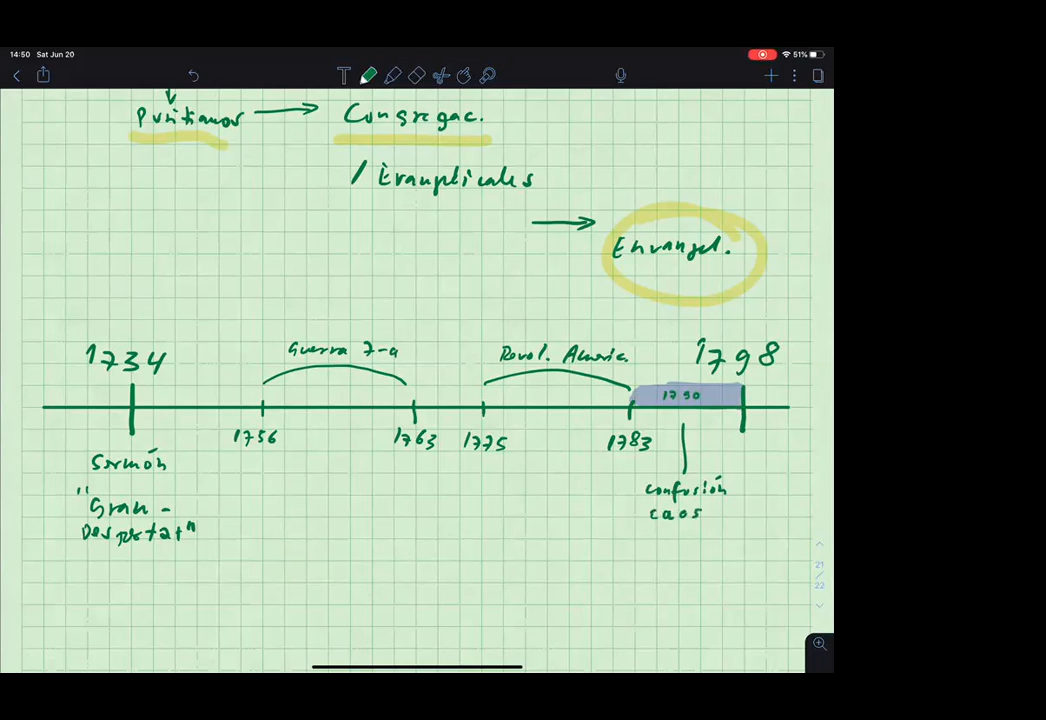 14:50 Sat Jun 20
51%
T
Puritanos → Congregac.
/ Evangelicales
→ Envangel.
1734
Guerra 7-a
Revol. America.
1798
1790
1756
1763
1775
1783
Sermón
"Gran -
Despertar"
confusión
caos
21
/
22